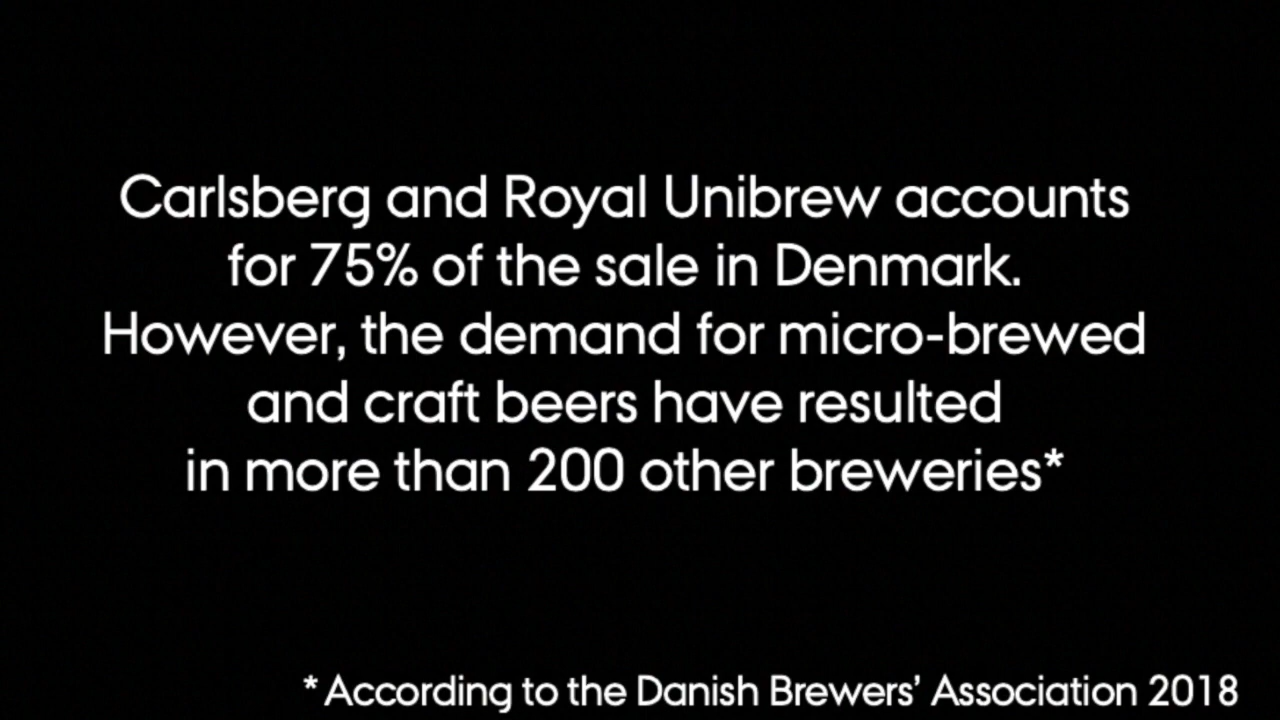 Carlsberg and Royal Unibrew accounts
for 75% of the sale in Denmark.
However, the demand for micro-brewed
and craft beers have resulted
in more than 200 other breweries*
* According to the Danish Brewers’ Association 2018